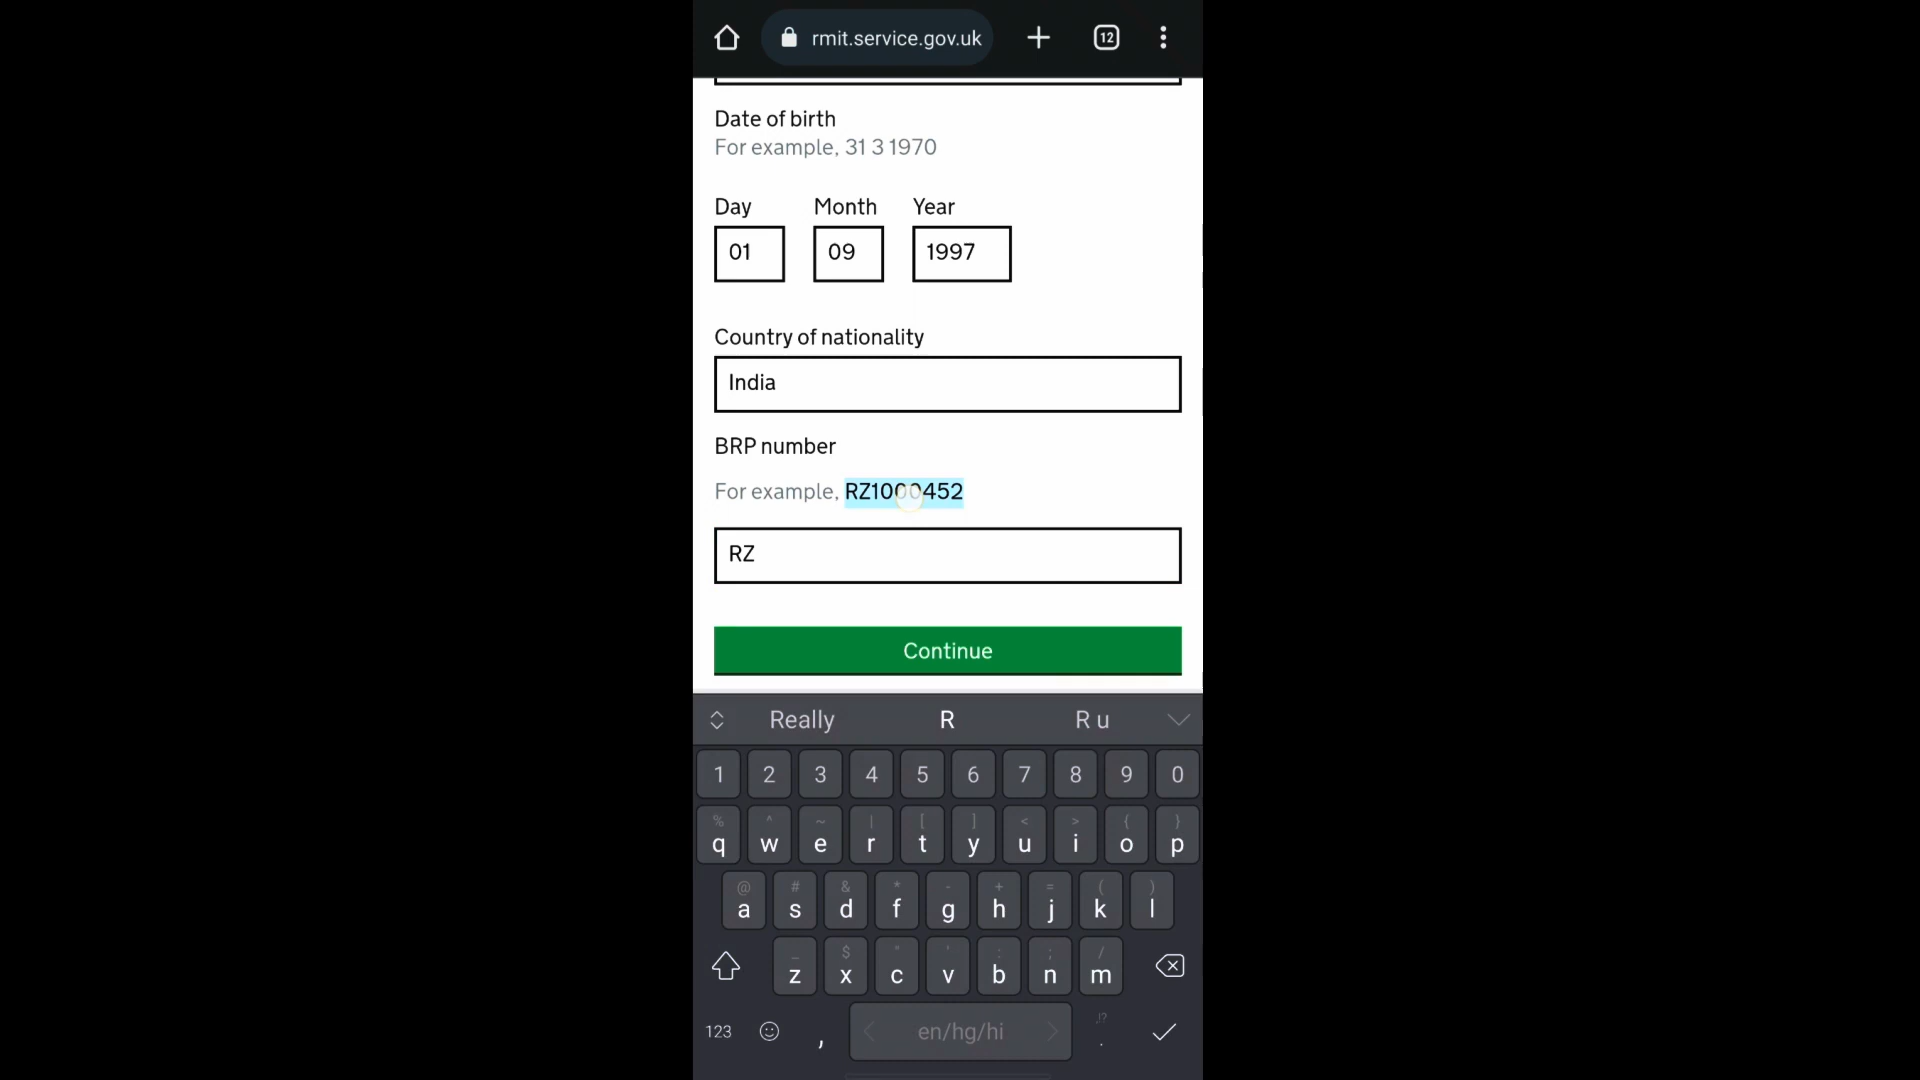 rmit.service.gov.uk
12
Date of birth
For example, 31 3 1970
Day Month Year
01 09 1997
Country of nationality
India
BRP number
For example, RZ1000452
RZ
Continue
Really R R u
1 2 3 4 5 6 7 8 9 0
% ^ ~ | [ ] < > { }
q w e r t y u i o p
@ # & * - + = ( )
a s d f g h j k l
_ $ " ' : ; /
z x c v b n m
123 , en/hg/hi ,!? .